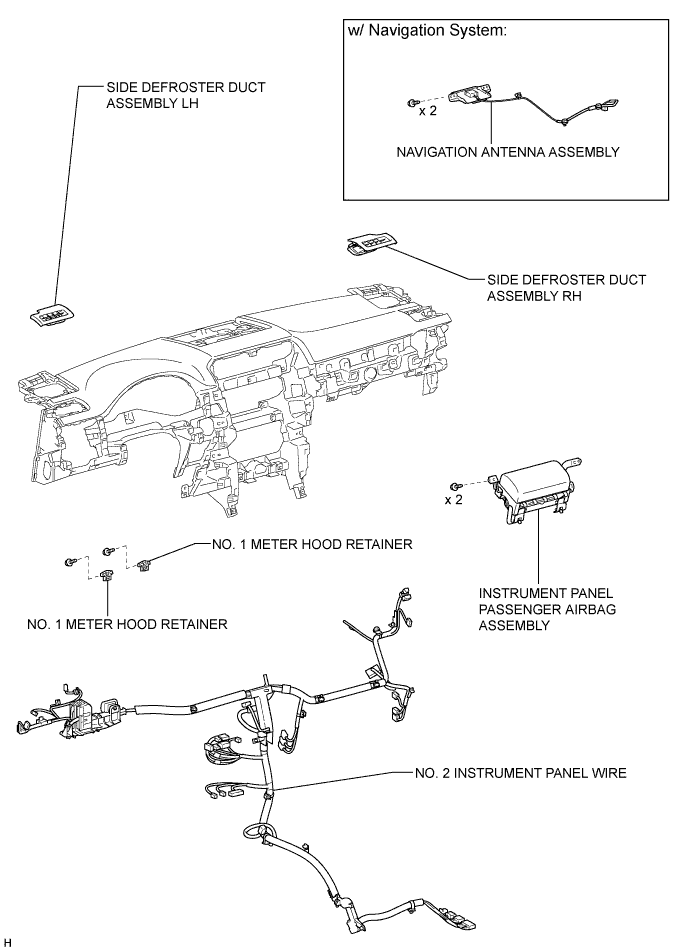 w/ Navigation System:
x 2
NAVIGATION ANTENNA ASSEMBLY
SIDE DEFROSTER DUCT
ASSEMBLY LH
SIDE DEFROSTER DUCT
ASSEMBLY RH
x 2
INSTRUMENT PANEL
PASSENGER AIRBAG
ASSEMBLY
NO. 1 METER HOOD RETAINER
NO. 1 METER HOOD RETAINER
NO. 2 INSTRUMENT PANEL WIRE
H